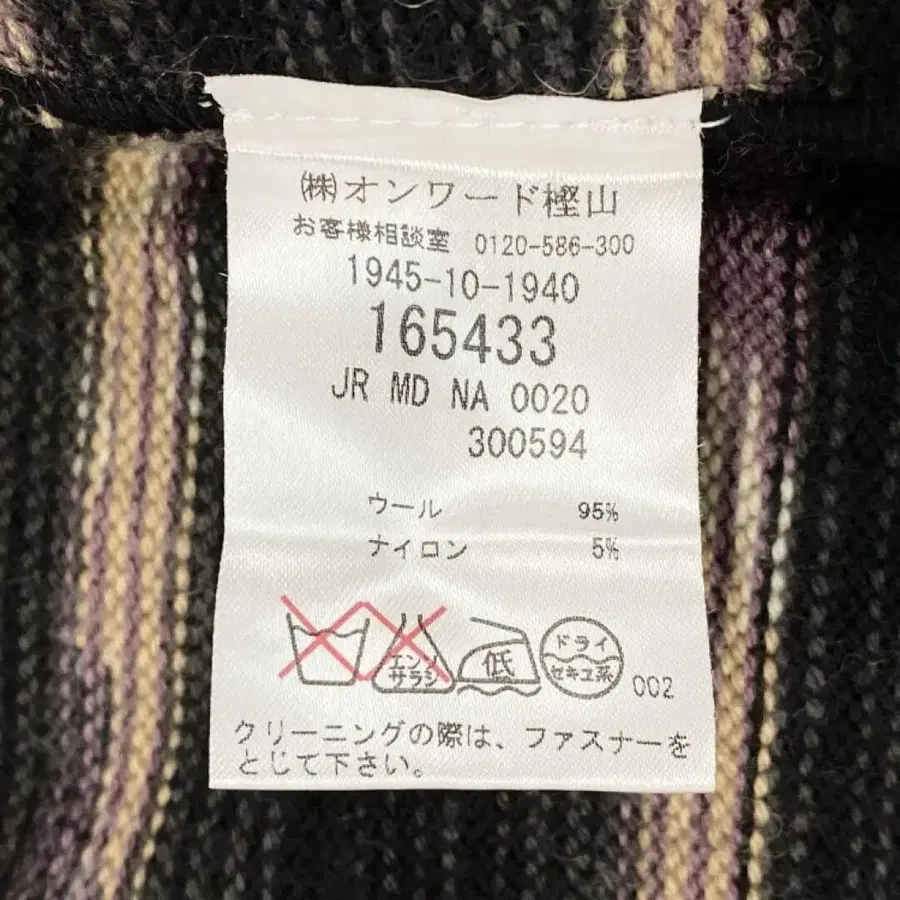 ㈱オンワード樫山
お客様相談室 0120-586-300
1945-10-1940
165433
JR MD NA 0020
300594
ウール 95%
ナイロン 5%
エンソ
サラシ
低
ドライ
セキユ系
002
クリーニングの際は、ファスナーを
とじて下さい。